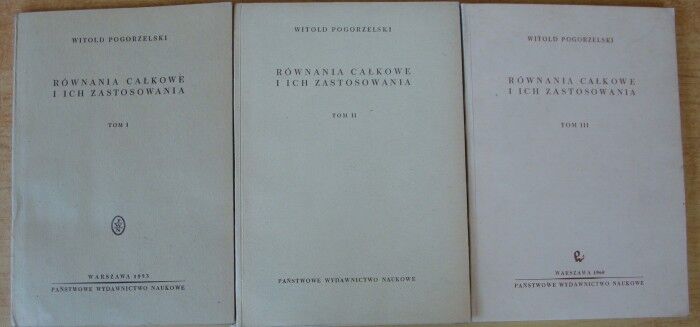 WITOLD POGORZELSKI
RÓWNANIA CAŁKOWE
I ICH ZASTOSOWANIA
TOM I
WARSZAWA 1953
PAŃSTWOWE WYDAWNICTWO NAUKOWE
WITOLD POGORZELSKI
RÓWNANIA CAŁKOWE
I ICH ZASTOSOWANIA
TOM II
PAŃSTWOWE WYDAWNICTWO NAUKOWE
WITOLD POGORZELSKI
RÓWNANIA CAŁKOWE
I ICH ZASTOSOWANIA
TOM III
WARSZAWA 1960
PAŃSTWOWE WYDAWNICTWO NAUKOWE